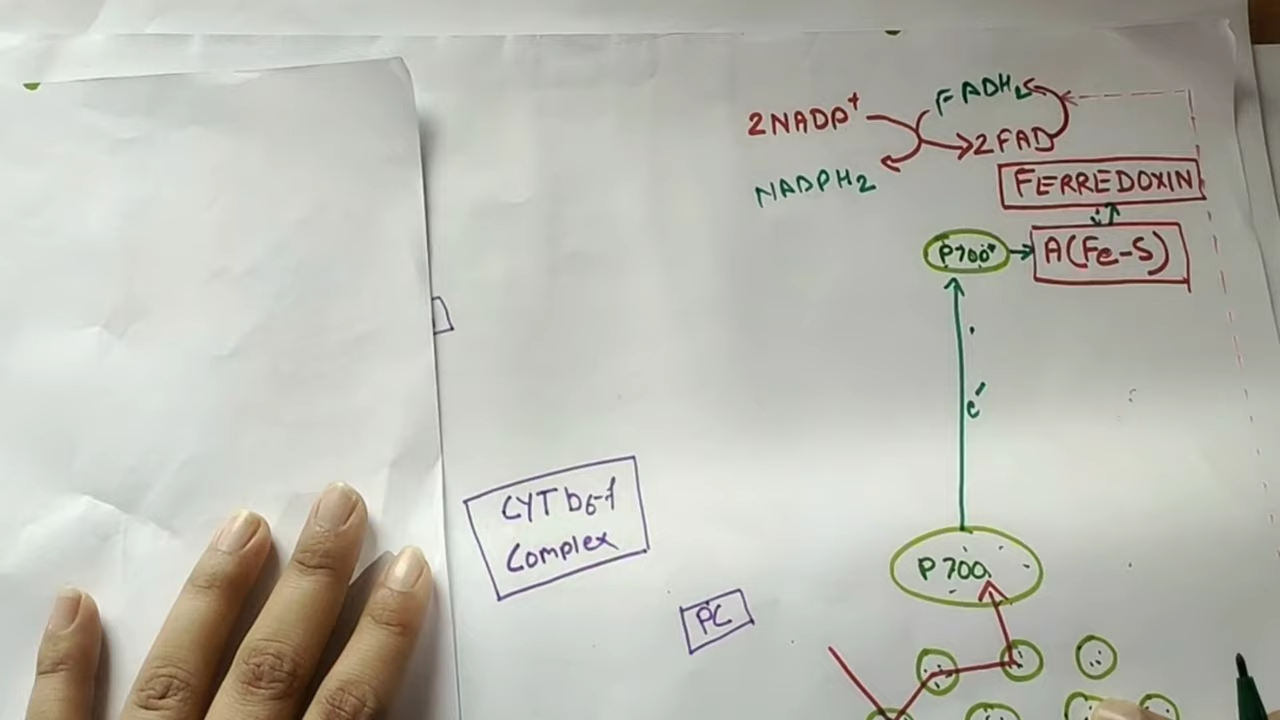 FADH2
2NADP+
2FAD
NADPH2
FERREDOXIN
P700*
A(Fe-S)
e-
CYT b6-f
Complex
P700
PC